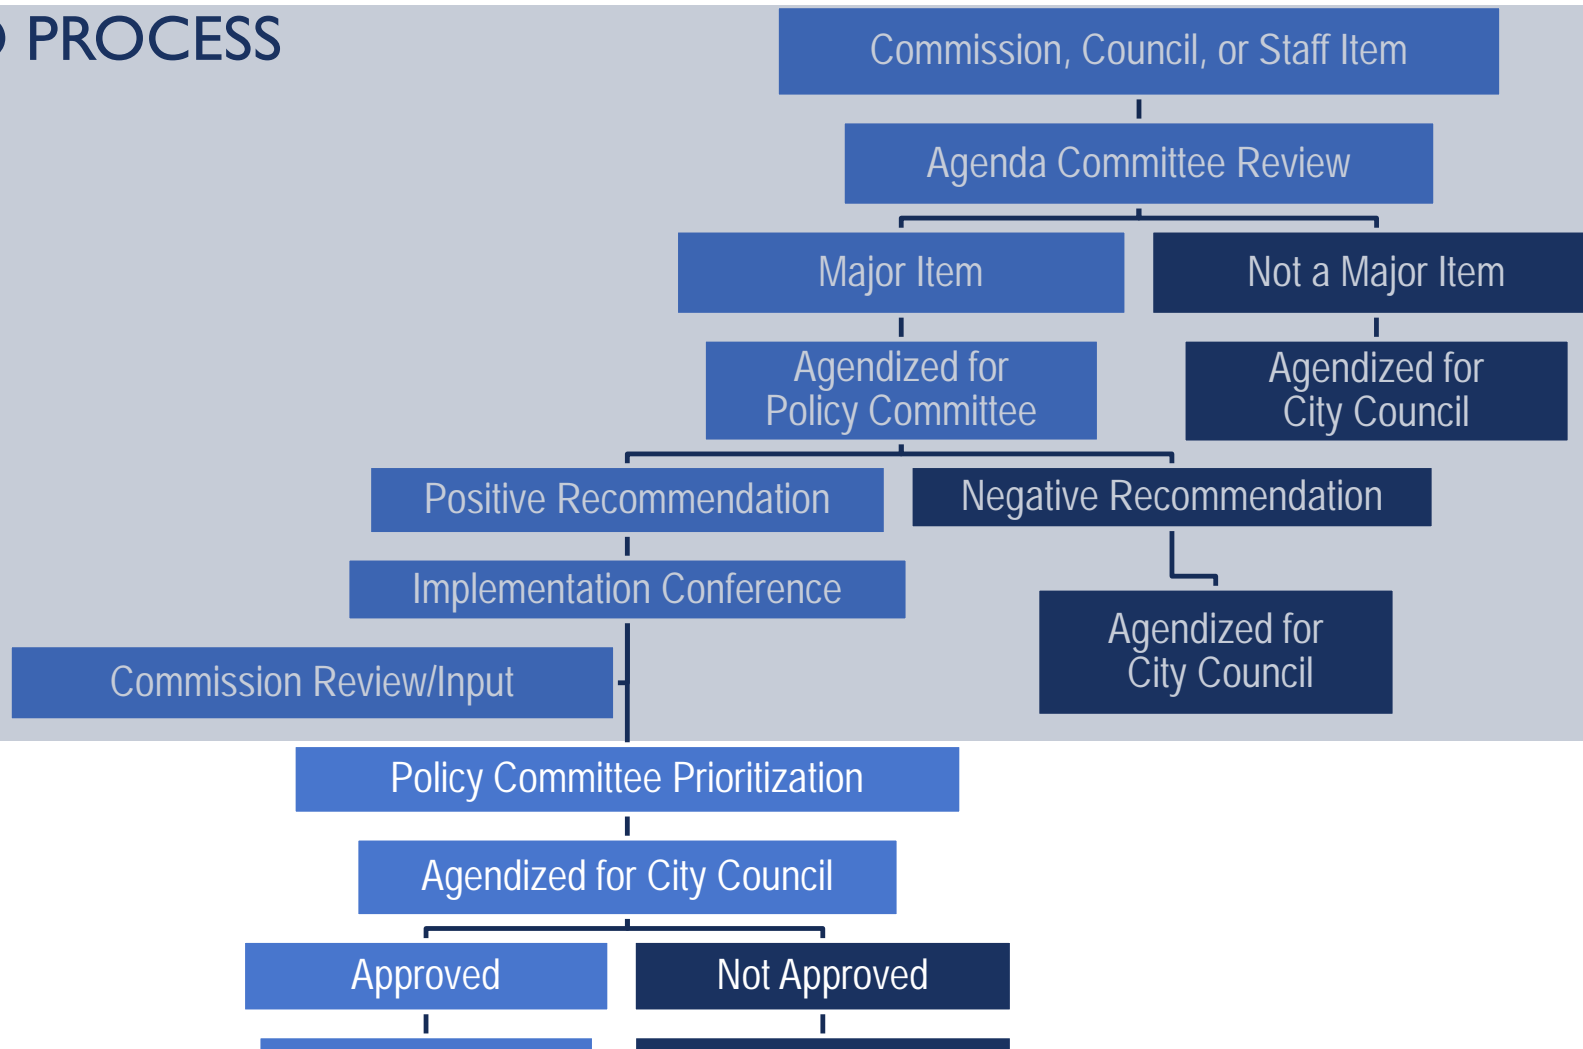 PROCESS
Commission, Council, or Staff Item
Agenda Committee Review
Major Item
Not a Major Item
Agendized for
Policy Committee
Agendized for
City Council
Positive Recommendation
Negative Recommendation
Implementation Conference
Agendized for
City Council
Commission Review/Input
Policy Committee Prioritization
Agendized for City Council
Approved
Not Approved